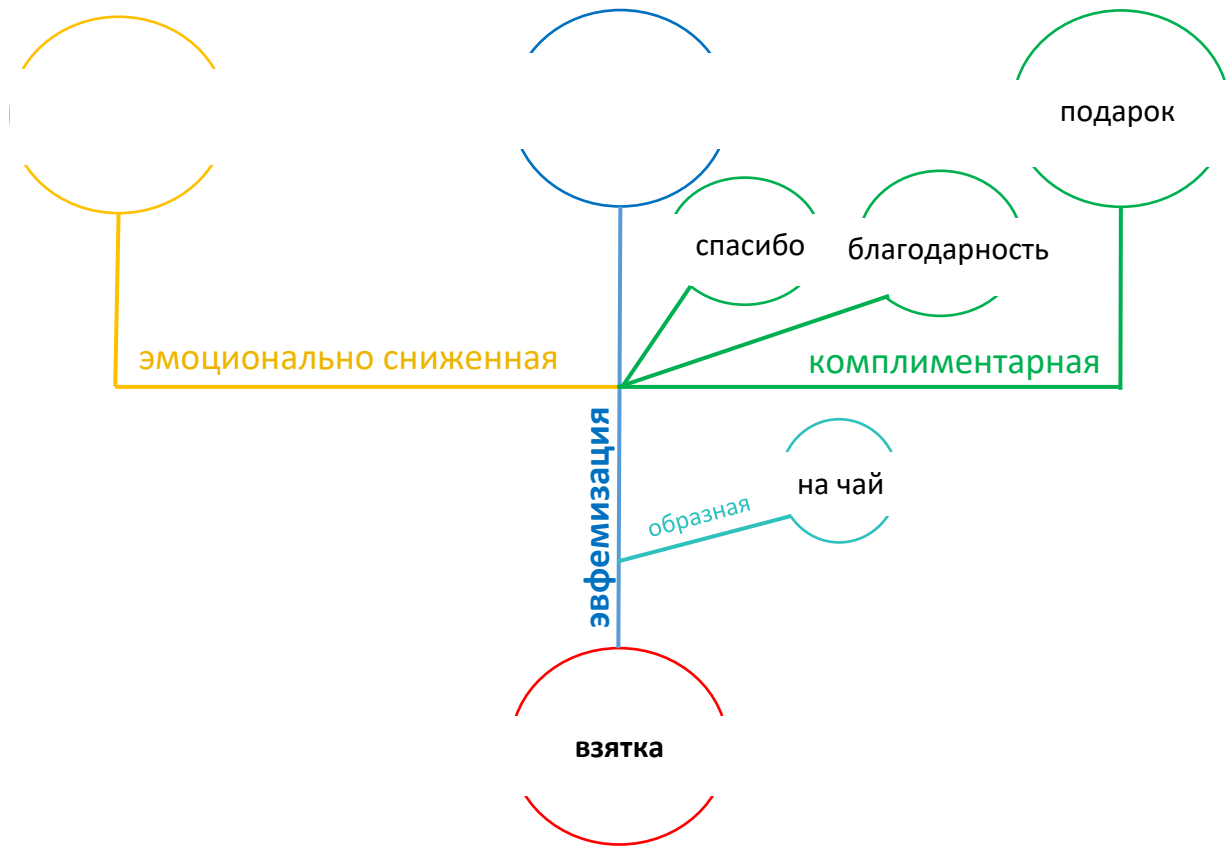 подарок
спасибо
благодарность
эмоционально сниженная
комплиментарная
эвфемизация
образная
на чай
взятка